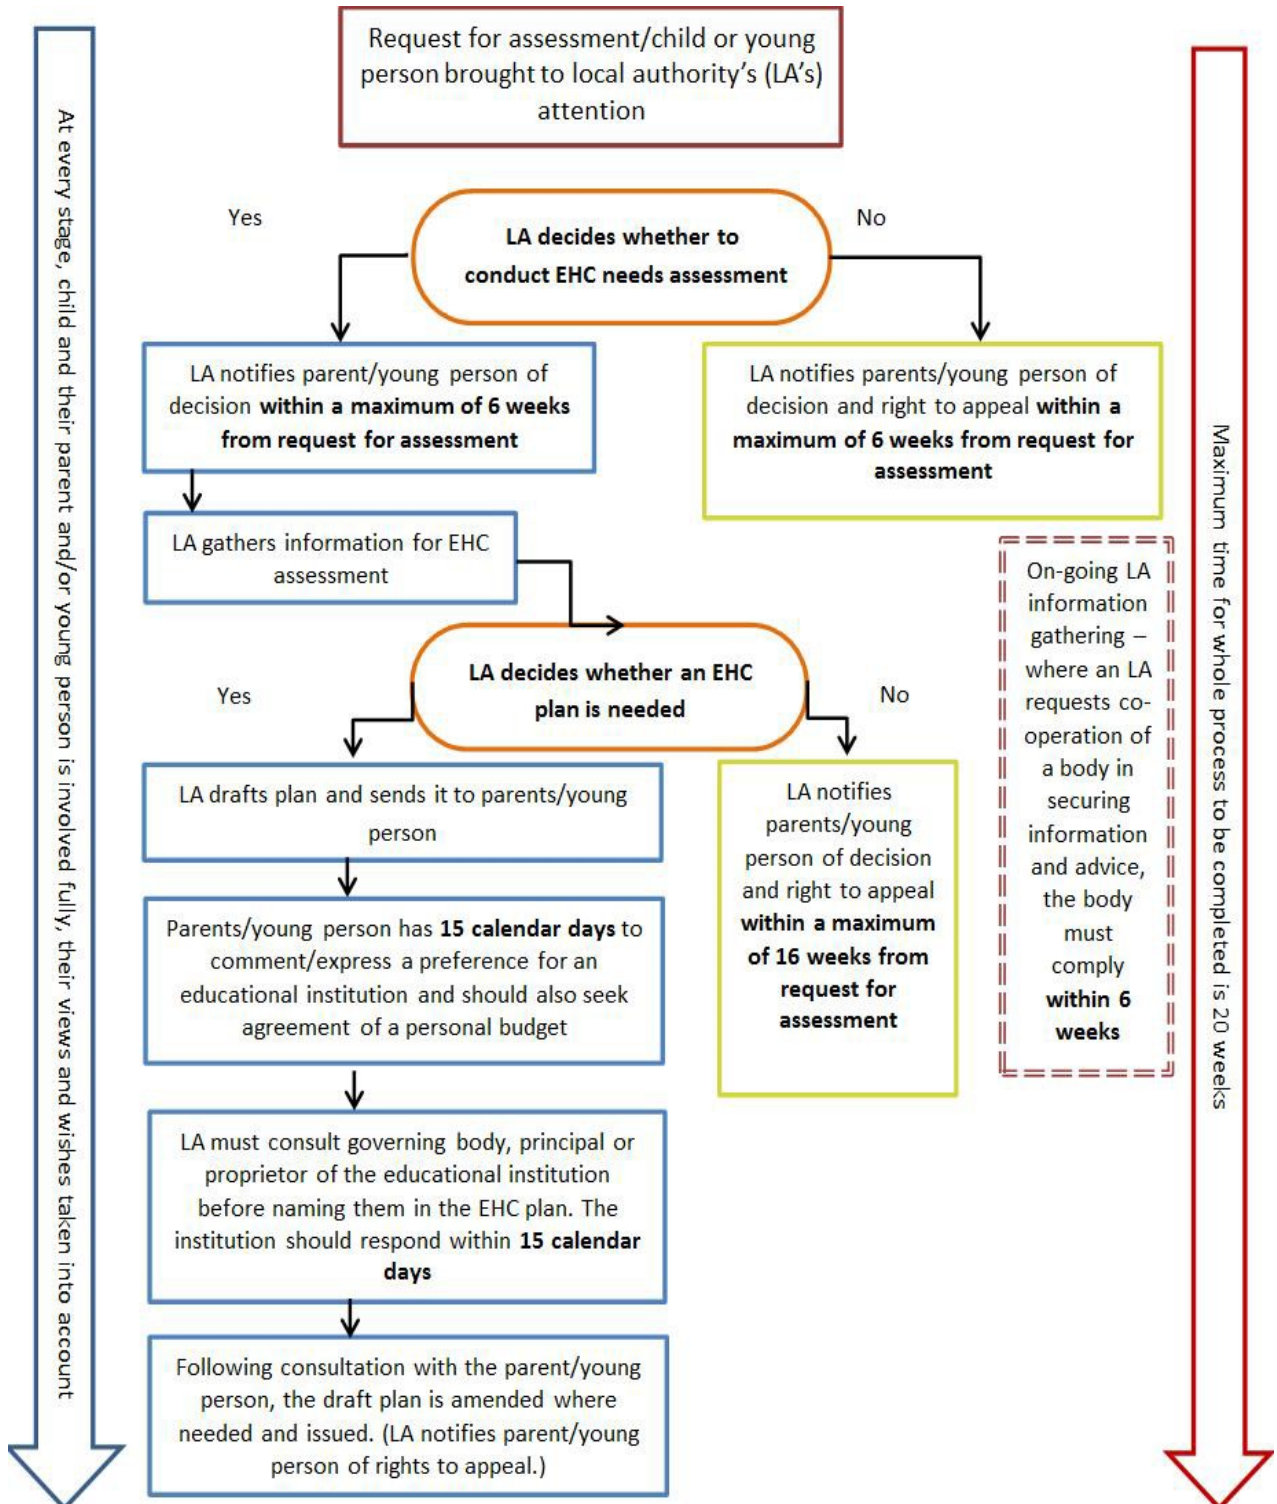 Request for assessment/child or young
person brought to local authority's (LA's)
attention
Yes
No
LA decides whether to
conduct EHC needs assessment
LA notifies parent/young person of
decision within a maximum of 6 weeks
from request for assessment
LA notifies parents/young person of
decision and right to appeal within a
maximum of 6 weeks from request for
assessment
LA gathers information for EHC
assessment
LA decides whether an EHC
plan is needed
Yes
No
LA drafts plan and sends it to parents/young
person
LA notifies
parents/young
person of decision
and right to appeal
within a maximum
of 16 weeks from
request for
assessment
On-going LA
information
gathering –
where an LA
requests co-
operation of
a body in
securing
information
and advice,
the body
must
comply
within 6
weeks
Parents/young person has 15 calendar days to
comment/express a preference for an
educational institution and should also seek
agreement of a personal budget
LA must consult governing body, principal or
proprietor of the educational institution
before naming them in the EHC plan. The
institution should respond within 15 calendar
days
Following consultation with the parent/young
person, the draft plan is amended where
needed and issued. (LA notifies parent/young
person of rights to appeal.)
At every stage, child and their parent and/or young person is involved fully, their views and wishes taken into account
Maximum time for whole process to be completed is 20 weeks